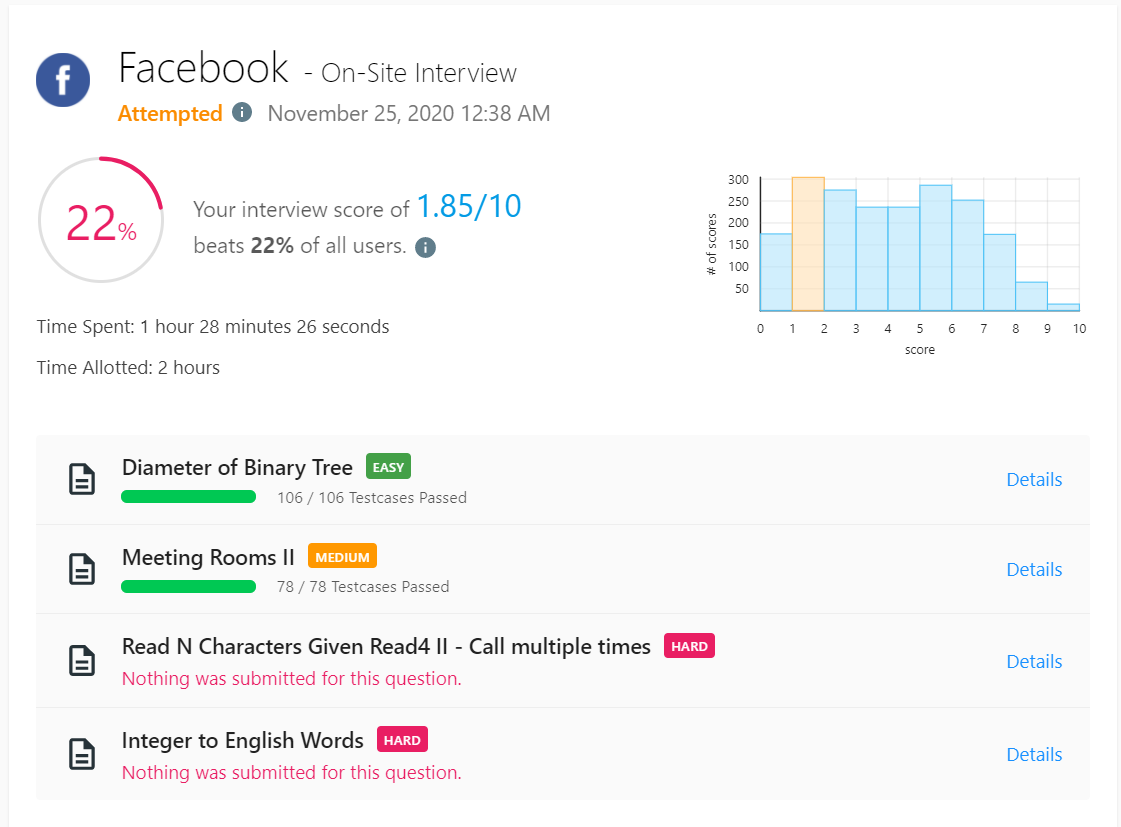 Facebook - On-Site Interview
Attempted i November 25, 2020 12:38 AM
22%
Your interview score of 1.85/10
beats 22% of all users. i
Time Spent: 1 hour 28 minutes 26 seconds
Time Allotted: 2 hours
# of scores
300
250
200
150
100
50
0 1 2 3 4 5 6 7 8 9 10
score
Diameter of Binary Tree EASY
106 / 106 Testcases Passed
Details
Meeting Rooms II MEDIUM
78 / 78 Testcases Passed
Details
Read N Characters Given Read4 II - Call multiple times HARD
Nothing was submitted for this question.
Details
Integer to English Words HARD
Nothing was submitted for this question.
Details